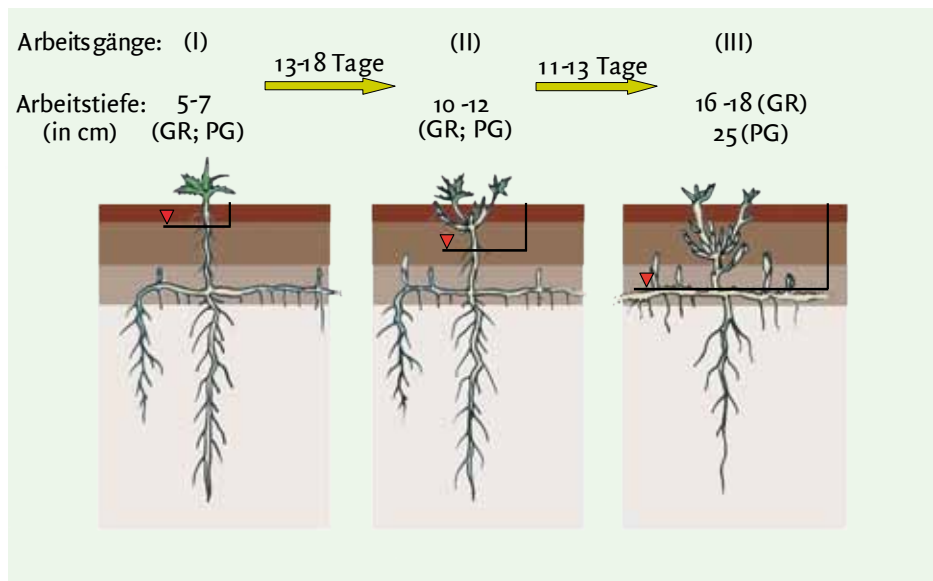 Arbeitsgänge: (I) (II) (III)
13-18 Tage 11-13 Tage
Arbeitstiefe: 5-7 10 -12 16 -18 (GR)
(in cm) (GR; PG) (GR; PG) 25 (PG)